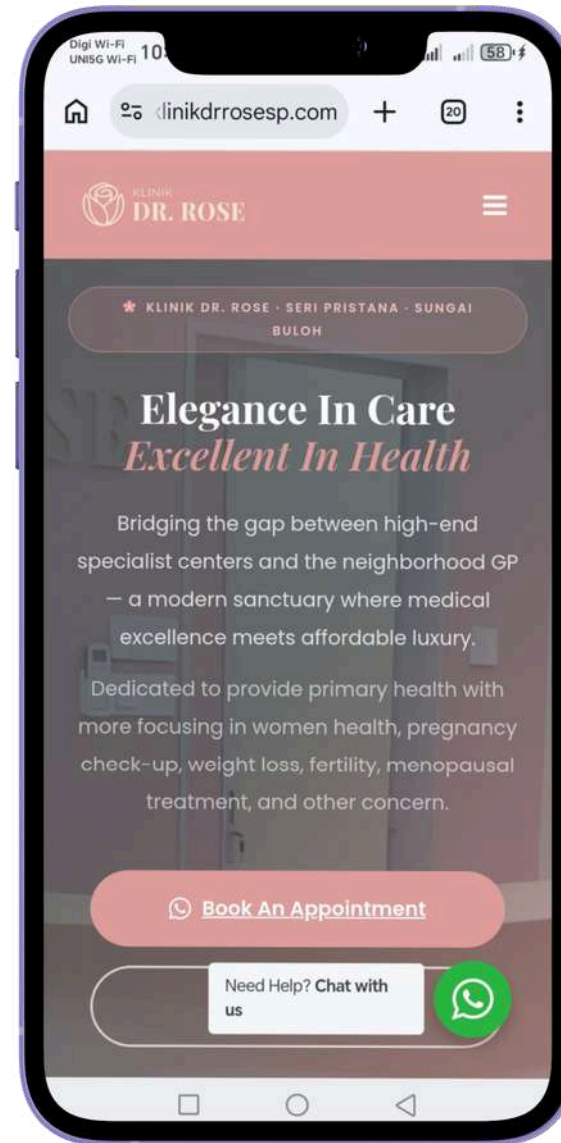 Digi Wi-Fi
UNI5G Wi-Fi 10
58
linikdrrosesp.com
20
KLINIK
DR. ROSE
KLINIK DR. ROSE · SERI PRISTANA · SUNGAI
BULOH
SE
Elegance In Care
Excellent In Health
Bridging the gap between high-end
specialist centers and the neighborhood GP
— a modern sanctuary where medical
excellence meets affordable luxury.
Dedicated to provide primary health with
more focusing in women health, pregnancy
check-up, weight loss, fertility, menopausal
treatment, and other concern.
Book An Appointment
Need Help? Chat with
us